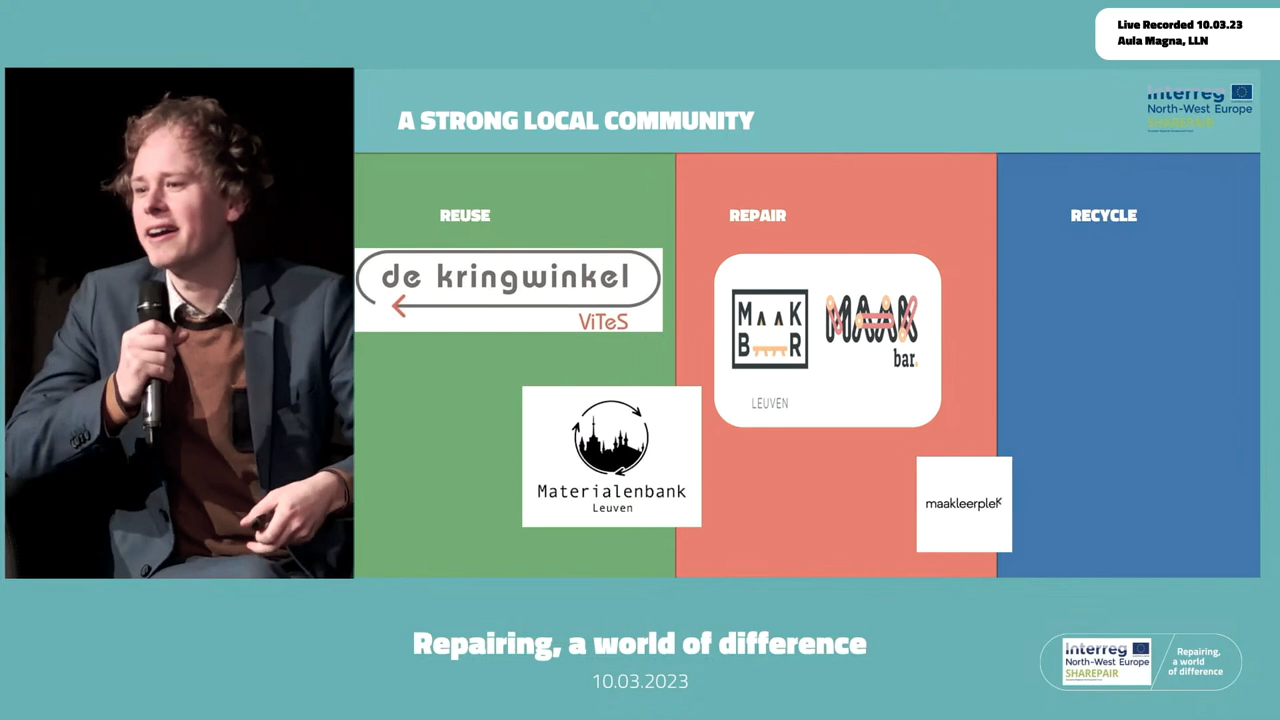 Live Recorded 10.03.23
Aula Magna, LLN
A STRONG LOCAL COMMUNITY
Interreg
North-West Europe
SHAREPAIR
REUSE
REPAIR
RECYCLE
de kringwinkel
ViTeS
MAAK
BAR
LEUVEN
MAAK
bar.
Materialenbank
Leuven
maakleerplek
Repairing, a world of difference
10.03.2023
Interreg
North-West Europe
SHAREPAIR
Repairing,
a world
of difference